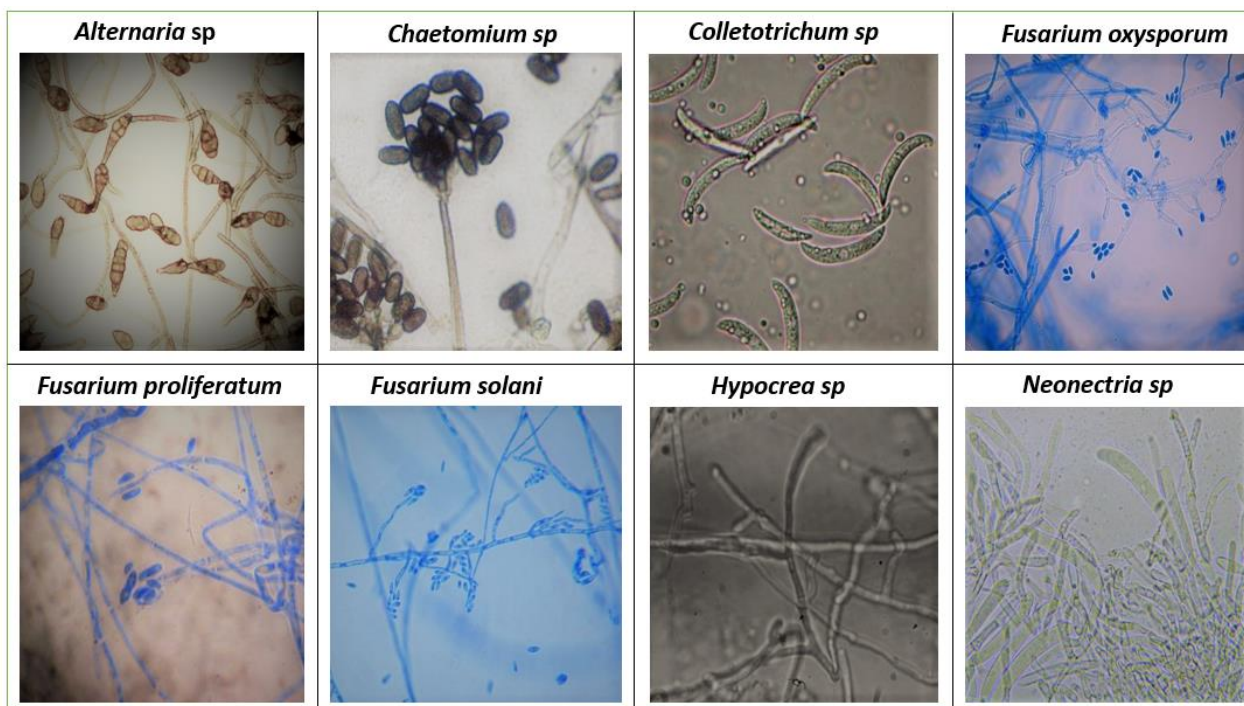 Alternaria sp
Chaetomium sp
Colletotrichum sp
Fusarium oxysporum
Fusarium proliferatum
Fusarium solani
Hypocrea sp
Neonectria sp